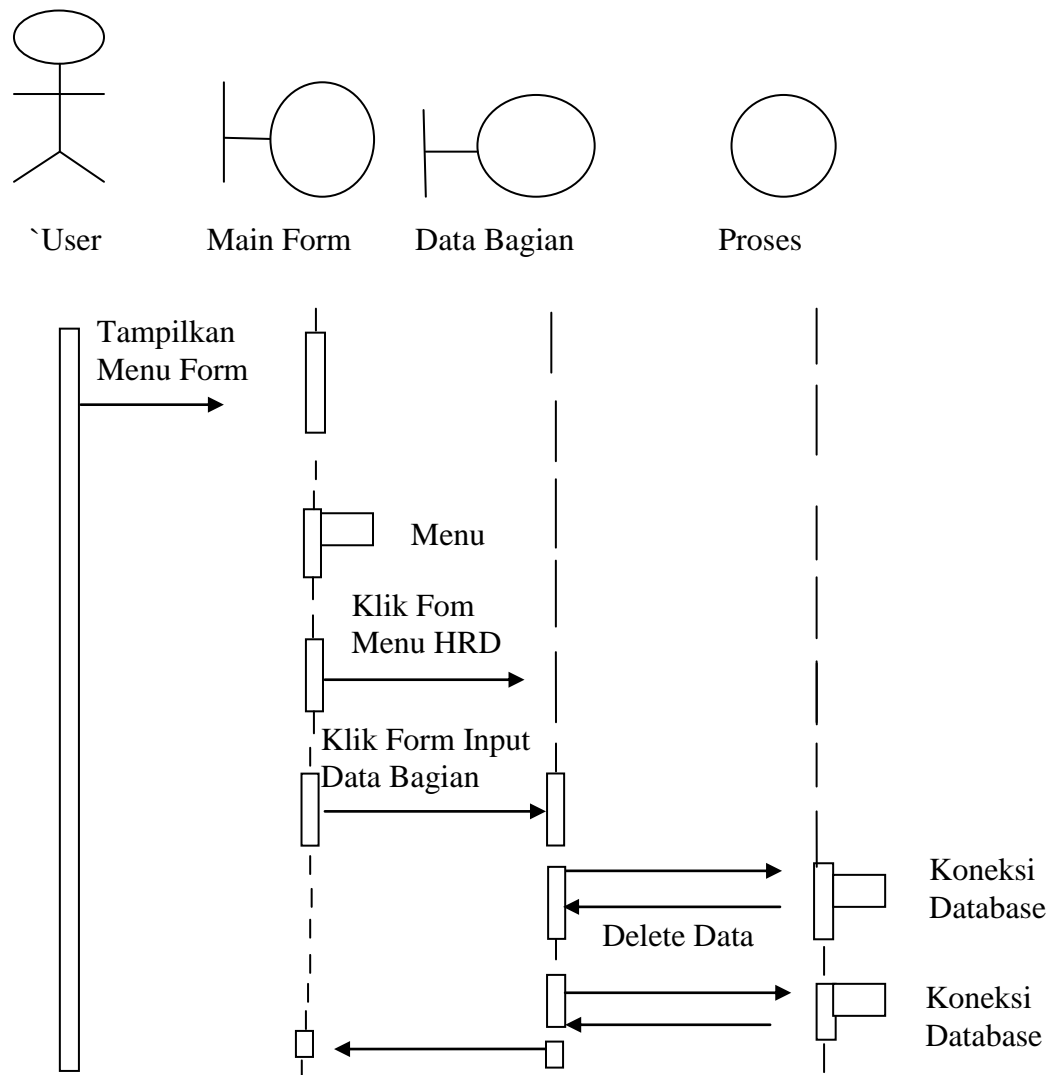 `User
Main Form
Data Bagian
Proses
Tampilkan
Menu Form
Menu
Klik Fom
Menu HRD
Klik Form Input
Data Bagian
Koneksi
Database
Delete Data
Koneksi
Database